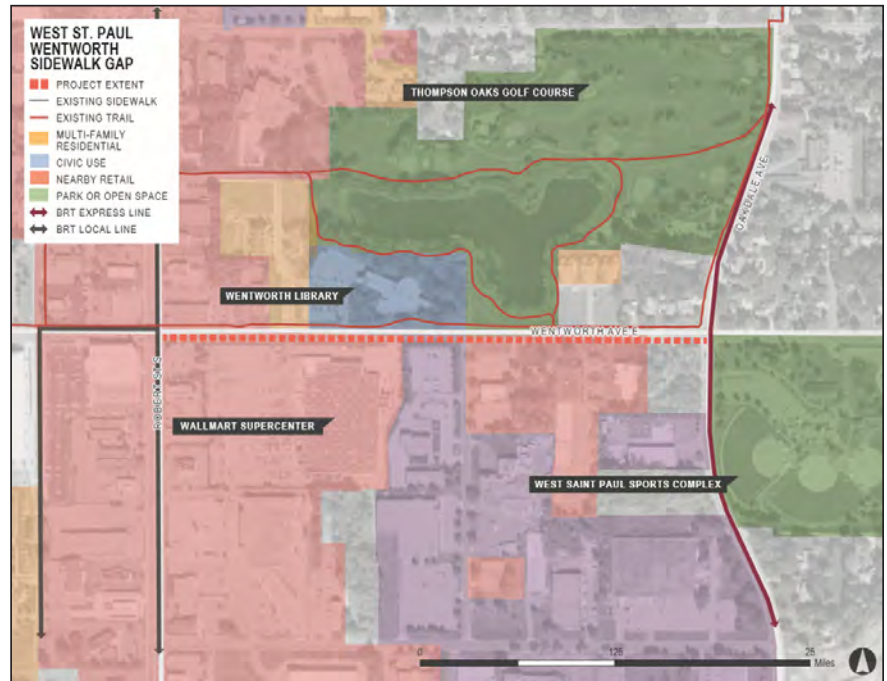 WEST ST. PAUL
WENTWORTH
SIDEWALK GAP
PROJECT EXTENT
EXISTING SIDEWALK
EXISTING TRAIL
MULTI-FAMILY
RESIDENTIAL
CIVIC USE
NEARBY RETAIL
PARK OR OPEN SPACE
BRT EXPRESS LINE
BRT LOCAL LINE
THOMPSON OAKS GOLF COURSE
OAKDALE AVE
WENTWORTH LIBRARY
WENTWORTH AVE E
ROBERT ST S
WALLMART SUPERCENTER
WEST SAINT PAUL SPORTS COMPLEX
0 .125 .25
Miles